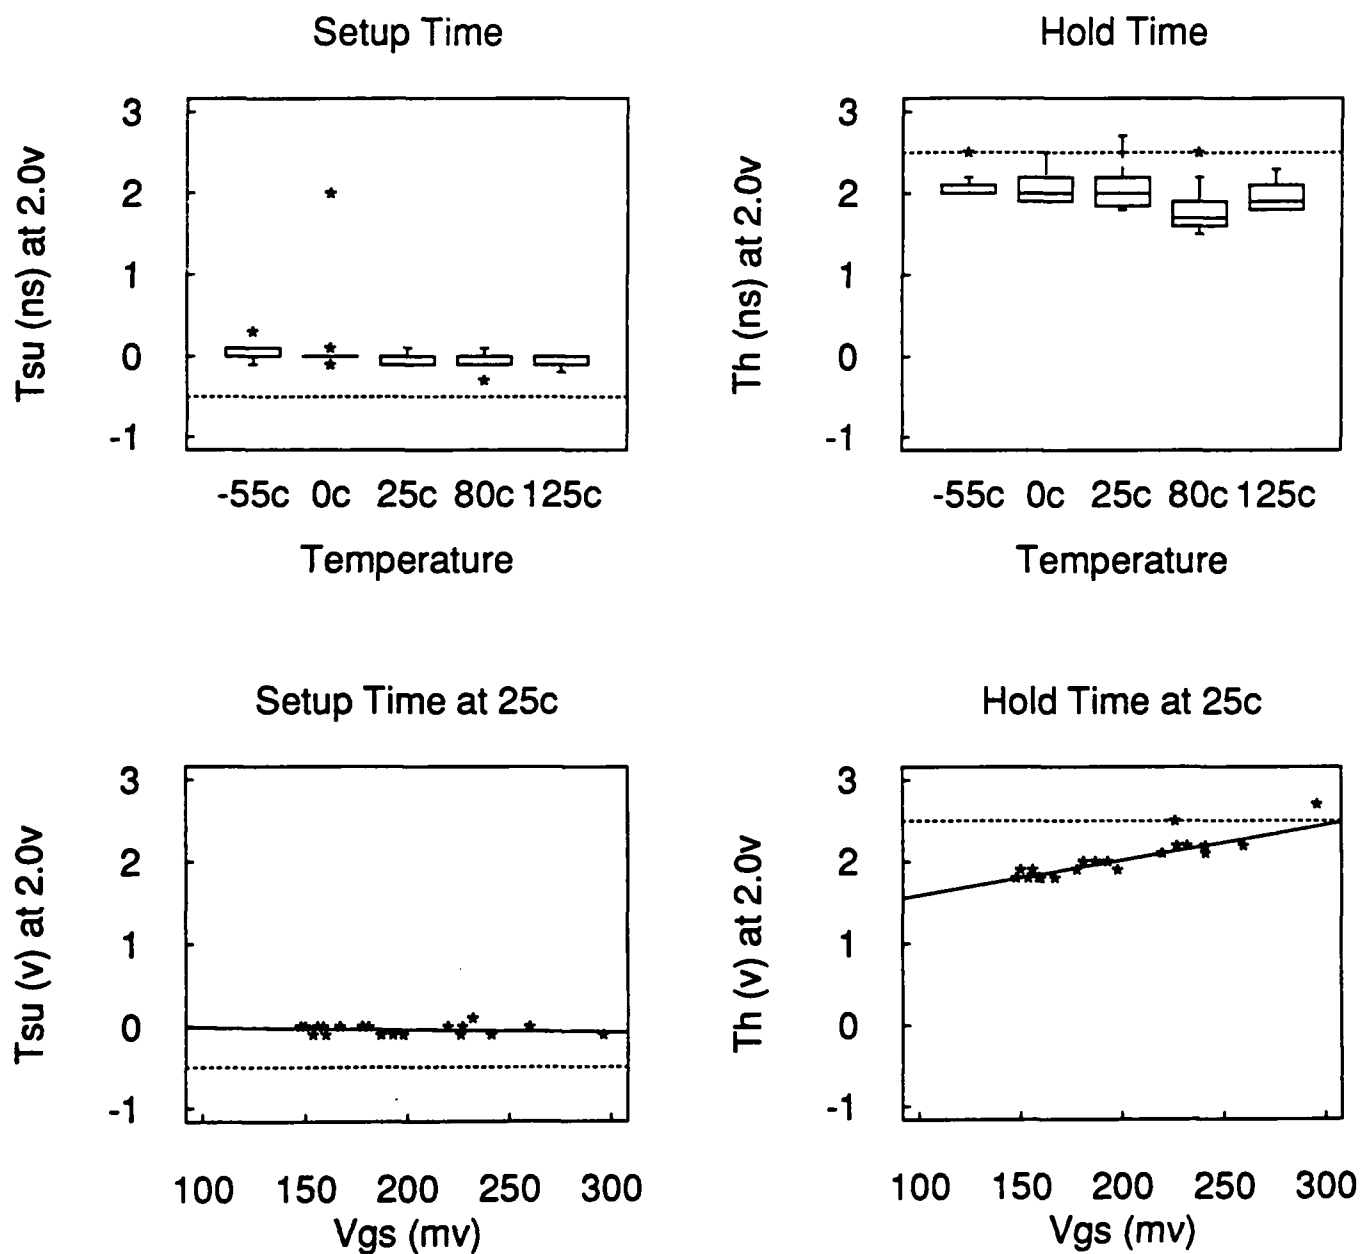 Setup Time
Tsu (ns) at 2.0v
3
2
1
0
-1
-55c 0c 25c 80c 125c
Temperature
Hold Time
Th (ns) at 2.0v
3
2
1
0
-1
-55c 0c 25c 80c 125c
Temperature
Setup Time at 25c
Tsu (v) at 2.0v
3
2
1
0
-1
100 150 200 250 300
Vgs (mv)
Hold Time at 25c
Th (v) at 2.0v
3
2
1
0
-1
100 150 200 250 300
Vgs (mv)